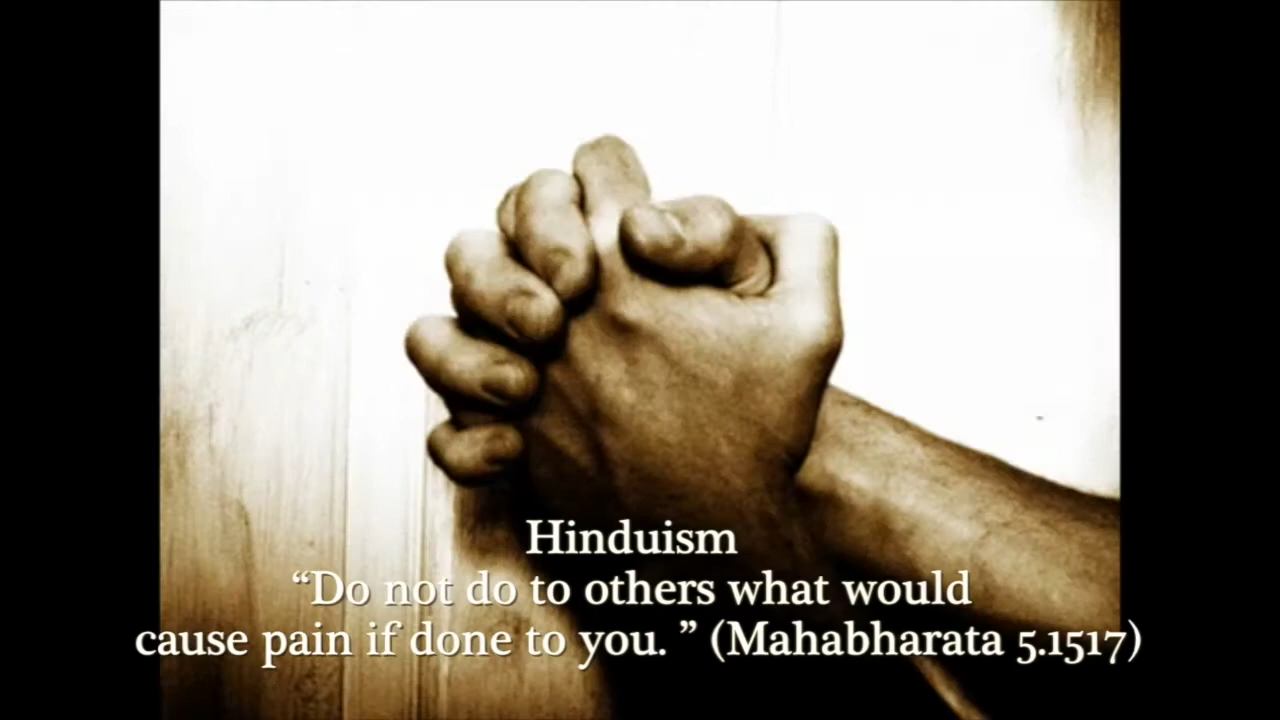 Hinduism
“Do not do to others what would
cause pain if done to you. ” (Mahabharata 5.1517)